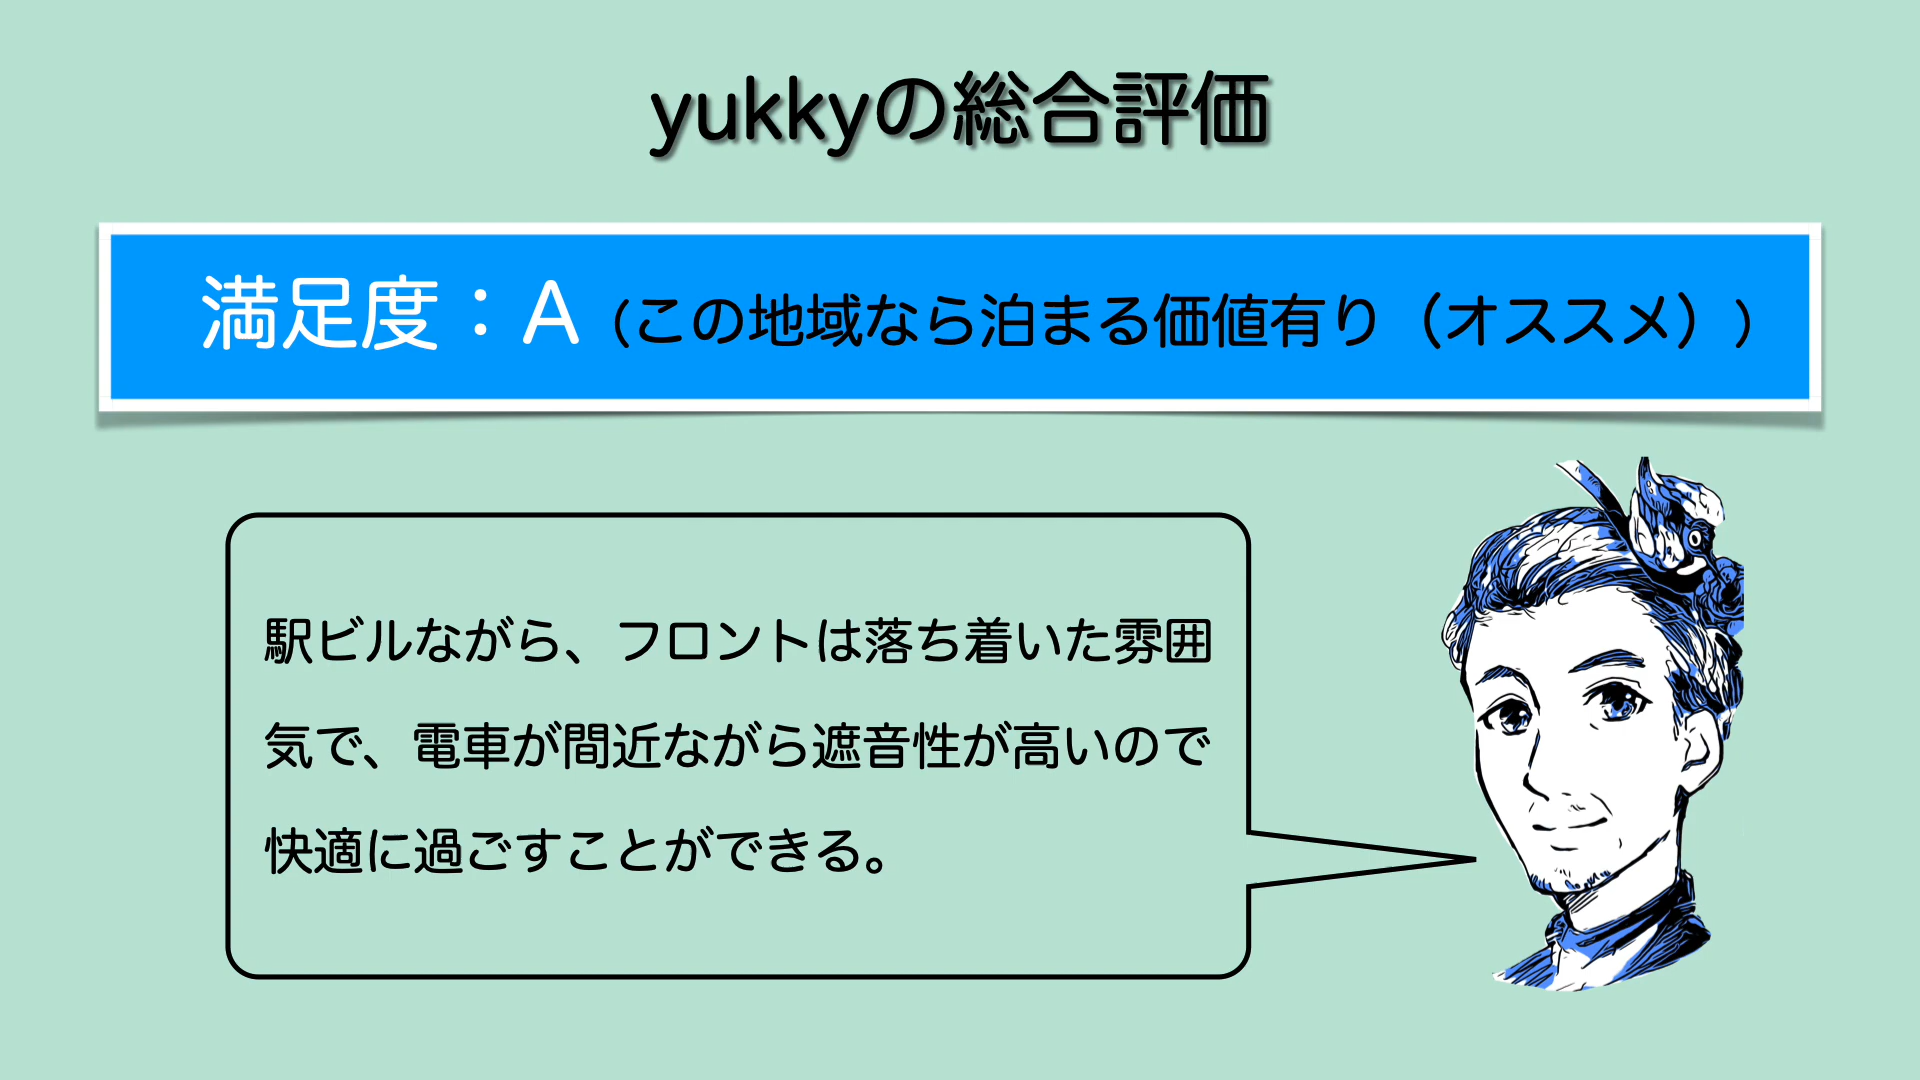 yukkyの総合評価
満足度：A (この地域なら泊まる価値有り（オススメ）)
駅ビルながら、フロントは落ち着いた雰囲
気で、電車が間近ながら遮音性が高いので
快適に過ごすことができる。